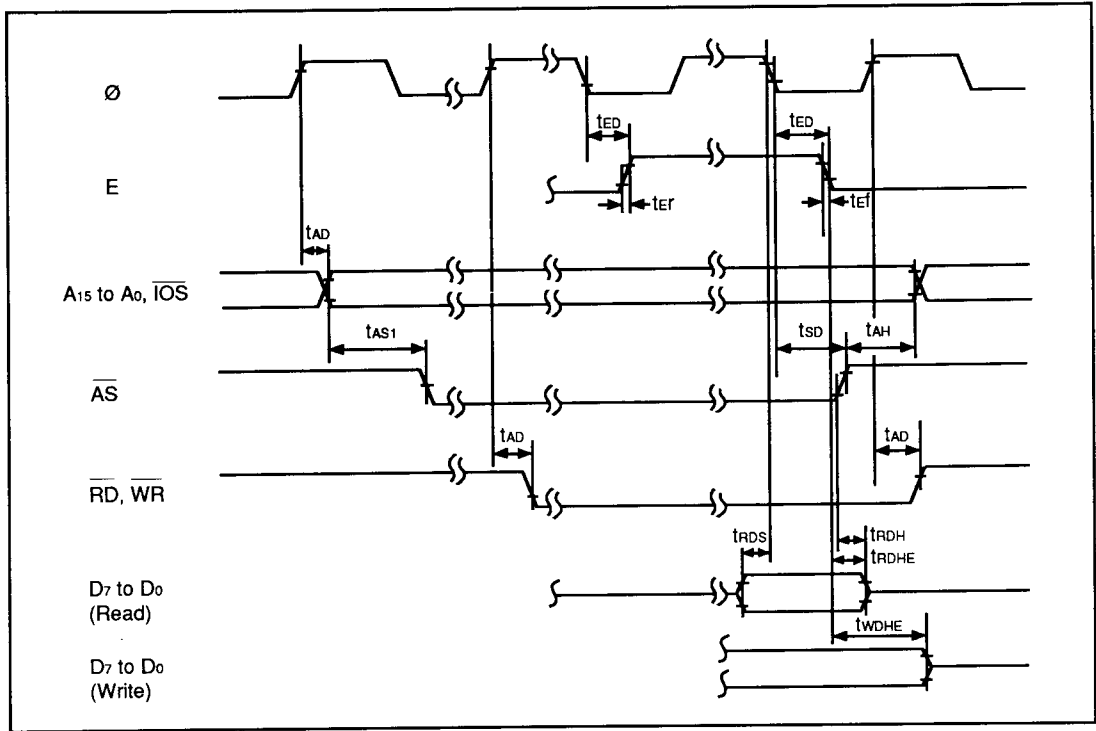 Ø
tED tED
E
tEr tEf
tAD
A15 to A0, IOS
tAS1 tSD tAH
AS
tAD tAD
RD, WR
tRDS tRDH
tRDHE
D7 to D0
(Read)
tWDHE
D7 to D0
(Write)